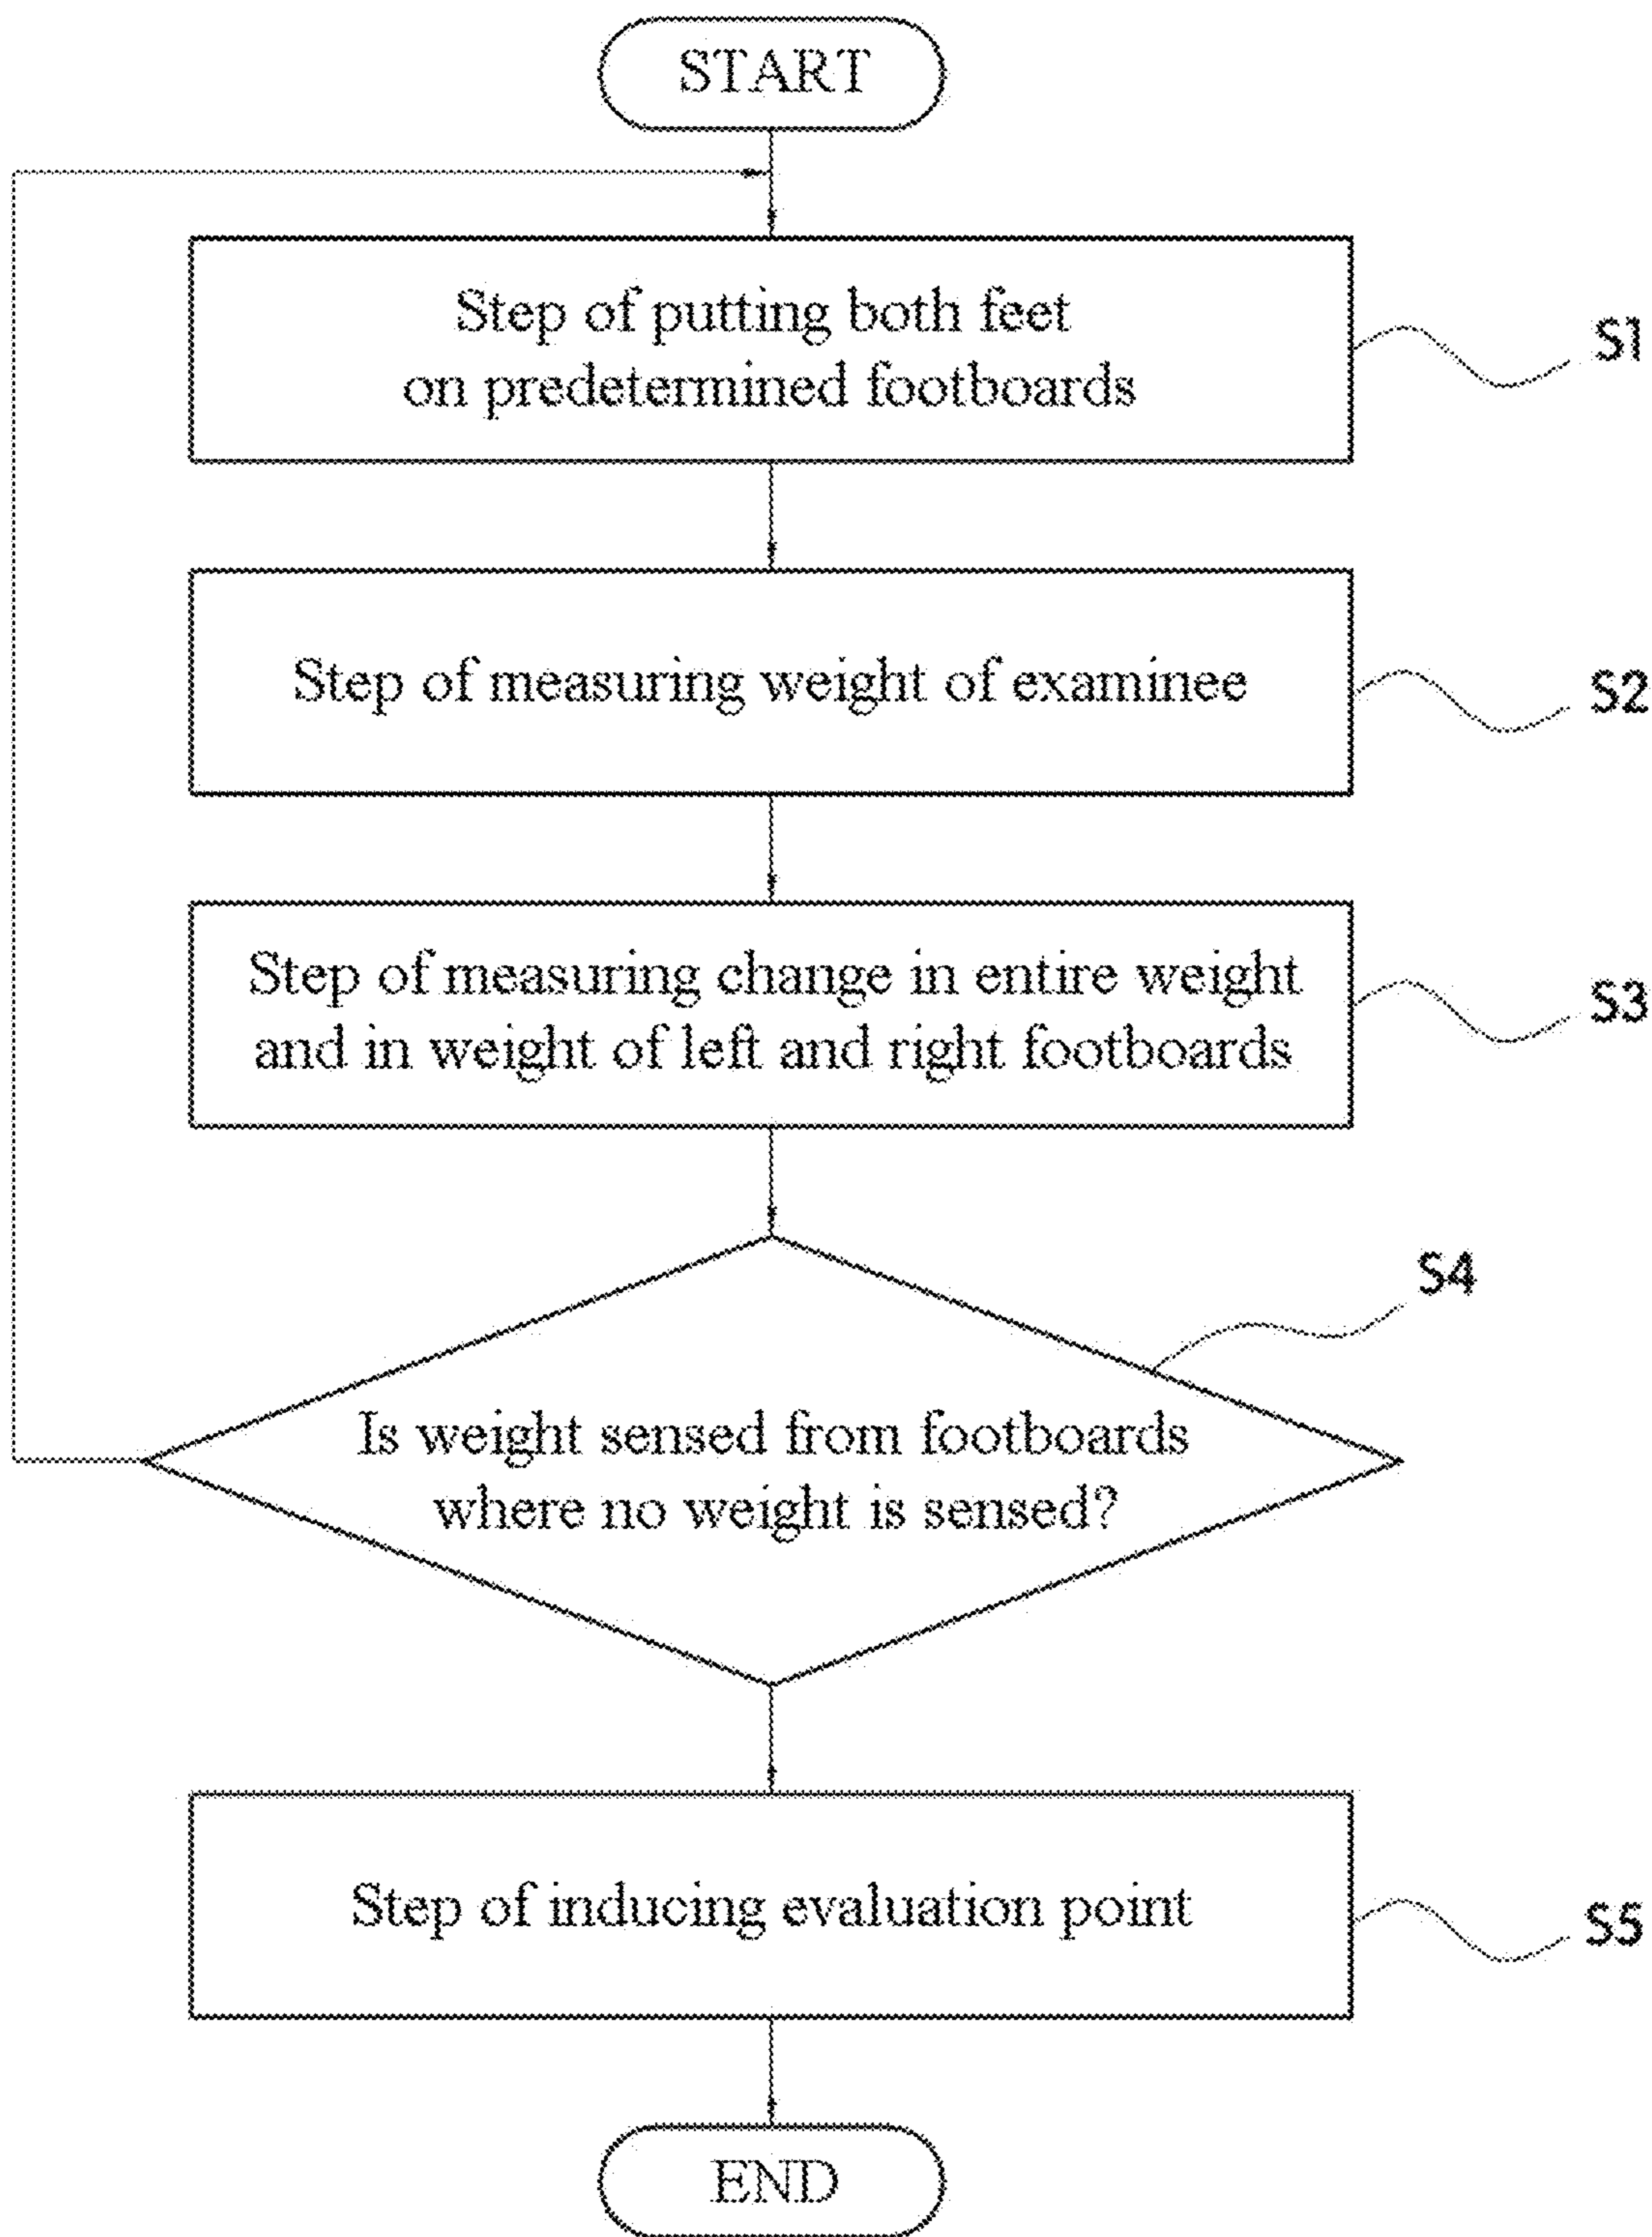 START
Step of putting both feet
on predetermined footboards
S1
Step of measuring weight of examinee
S2
Step of measuring change in entire weight
and in weight of left and right footboards
S3
S4
Is weight sensed from footboards
where no weight is sensed?
Step of inducing evaluation point
S5
END